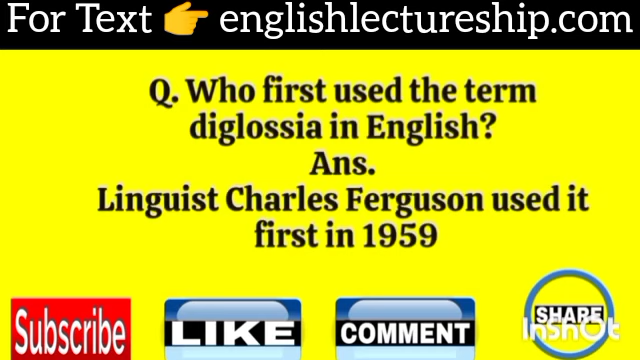 For Text 👉 englishlectureship.com
Q. Who first used the term
diglossia in English?
Ans.
Linguist Charles Ferguson used it
first in 1959
Subscribe
LIKE
COMMENT
SHARE
InShOt